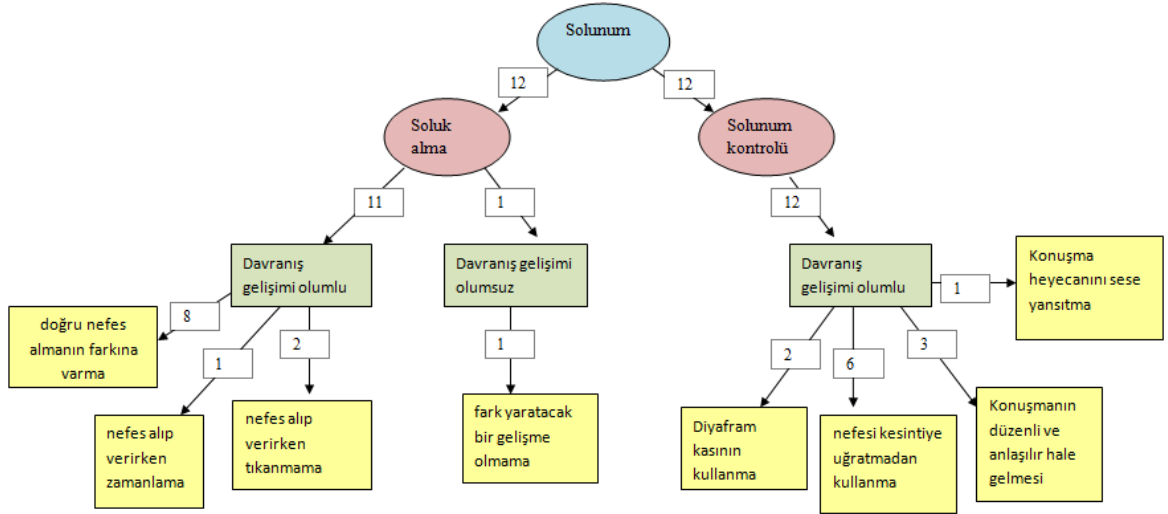 Solunum
12
12
Soluk
alma
Solunum
kontrolü
11
1
12
Davranış
gelişimi olumlu
Davranış gelişimi
olumsuz
Davranış
gelişimi olumlu
1
Konuşma
heyecanını sese
yansıtma
8
1
2
1
2
6
3
doğru nefes
almanın farkına
varma
nefes alıp
verirken
zamanlama
nefes alıp
verirken
tıkanmama
fark yaratacak
bir gelişme
olmama
Diyafram
kasının
kullanma
nefesi kesintiye
uğratmadan
kullanma
Konuşmanın
düzenli ve
anlaşılır hale
gelmesi